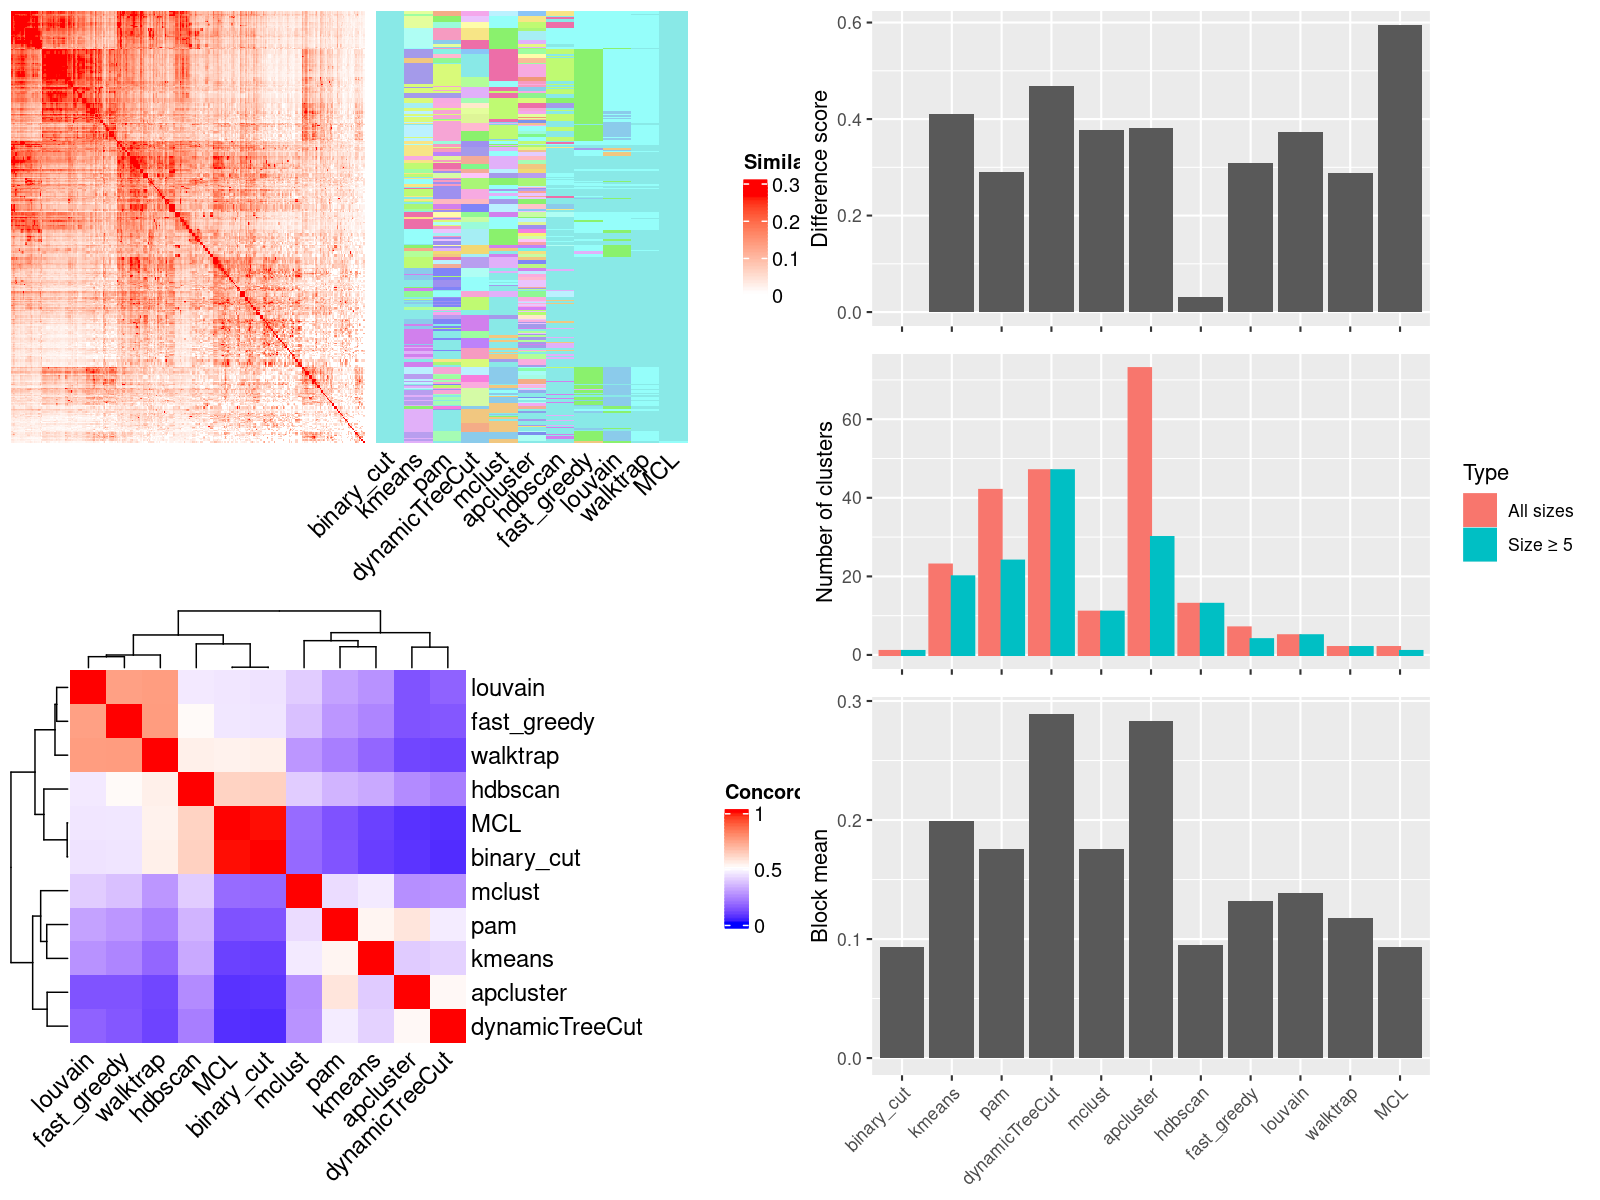 Simila
0.3
0.2
0.1
0
binary_cut
kmeans
pam
dynamicTreeCut
mclust
apcluster
hdbscan
fast_greedy
louvain
walktrap
MCL
louvain
fast_greedy
walktrap
hdbscan
MCL
binary_cut
mclust
pam
kmeans
apcluster
dynamicTreeCut
Concord
1
0.5
0
louvain
fast_greedy
walktrap
hdbscan
MCL
binary_cut
mclust
pam
kmeans
apcluster
dynamicTreeCut
Difference score
0.6
0.4
0.2
0.0
Number of clusters
60
40
20
0
Type
All sizes
Size ≥ 5
Block mean
0.3
0.2
0.1
0.0
binary_cut
kmeans
pam
dynamicTreeCut
mclust
apcluster
hdbscan
fast_greedy
louvain
walktrap
MCL